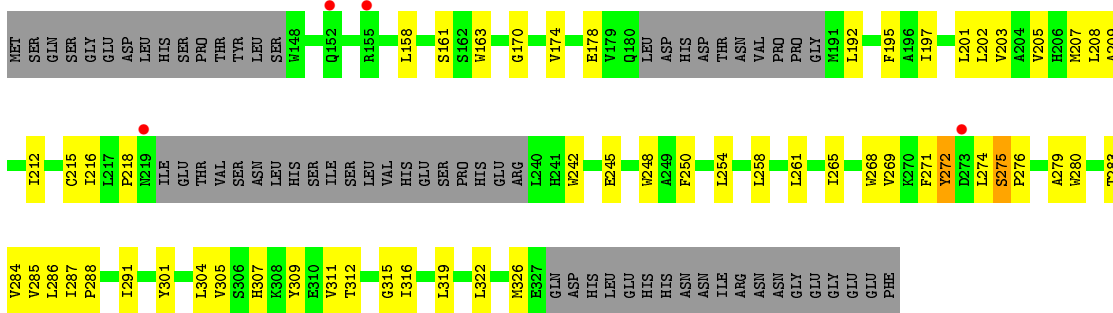 MET SER GLN SER GLY GLU ASP LEU HIS SER PRO THR TYR LEU SER W148 Q152 R155 L158 S161 S162 W163 G170 V174 E178 V179 Q180 LEU ASP HIS ASP THR ASN VAL PRO PRO GLY M191 L192 F195 A196 I197 L201 L202 V203 A204 V205 H206 M207 L208 A209
I212 C215 I216 L217 P218 N219 ILE GLU THR VAL SER ASN LEU HIS SER ILE SER LEU VAL HIS GLU SER PRO HIS GLU ARG L240 H241 W242 E245 W248 A249 F250 L254 L258 L261 I265 W268 V269 K270 F271 Y272 D273 L274 S275 P276 A279 W280
V284 V285 L286 I287 P288 I291 Y301 L304 V305 S306 H307 K308 Y309 E310 V311 T312 G315 I316 L319 L322 M326 E327 GLN ASP HIS LEU GLU HIS HIS ASN ASN ILE ARG ASN ASN GLY GLU GLY GLU GLU PHE